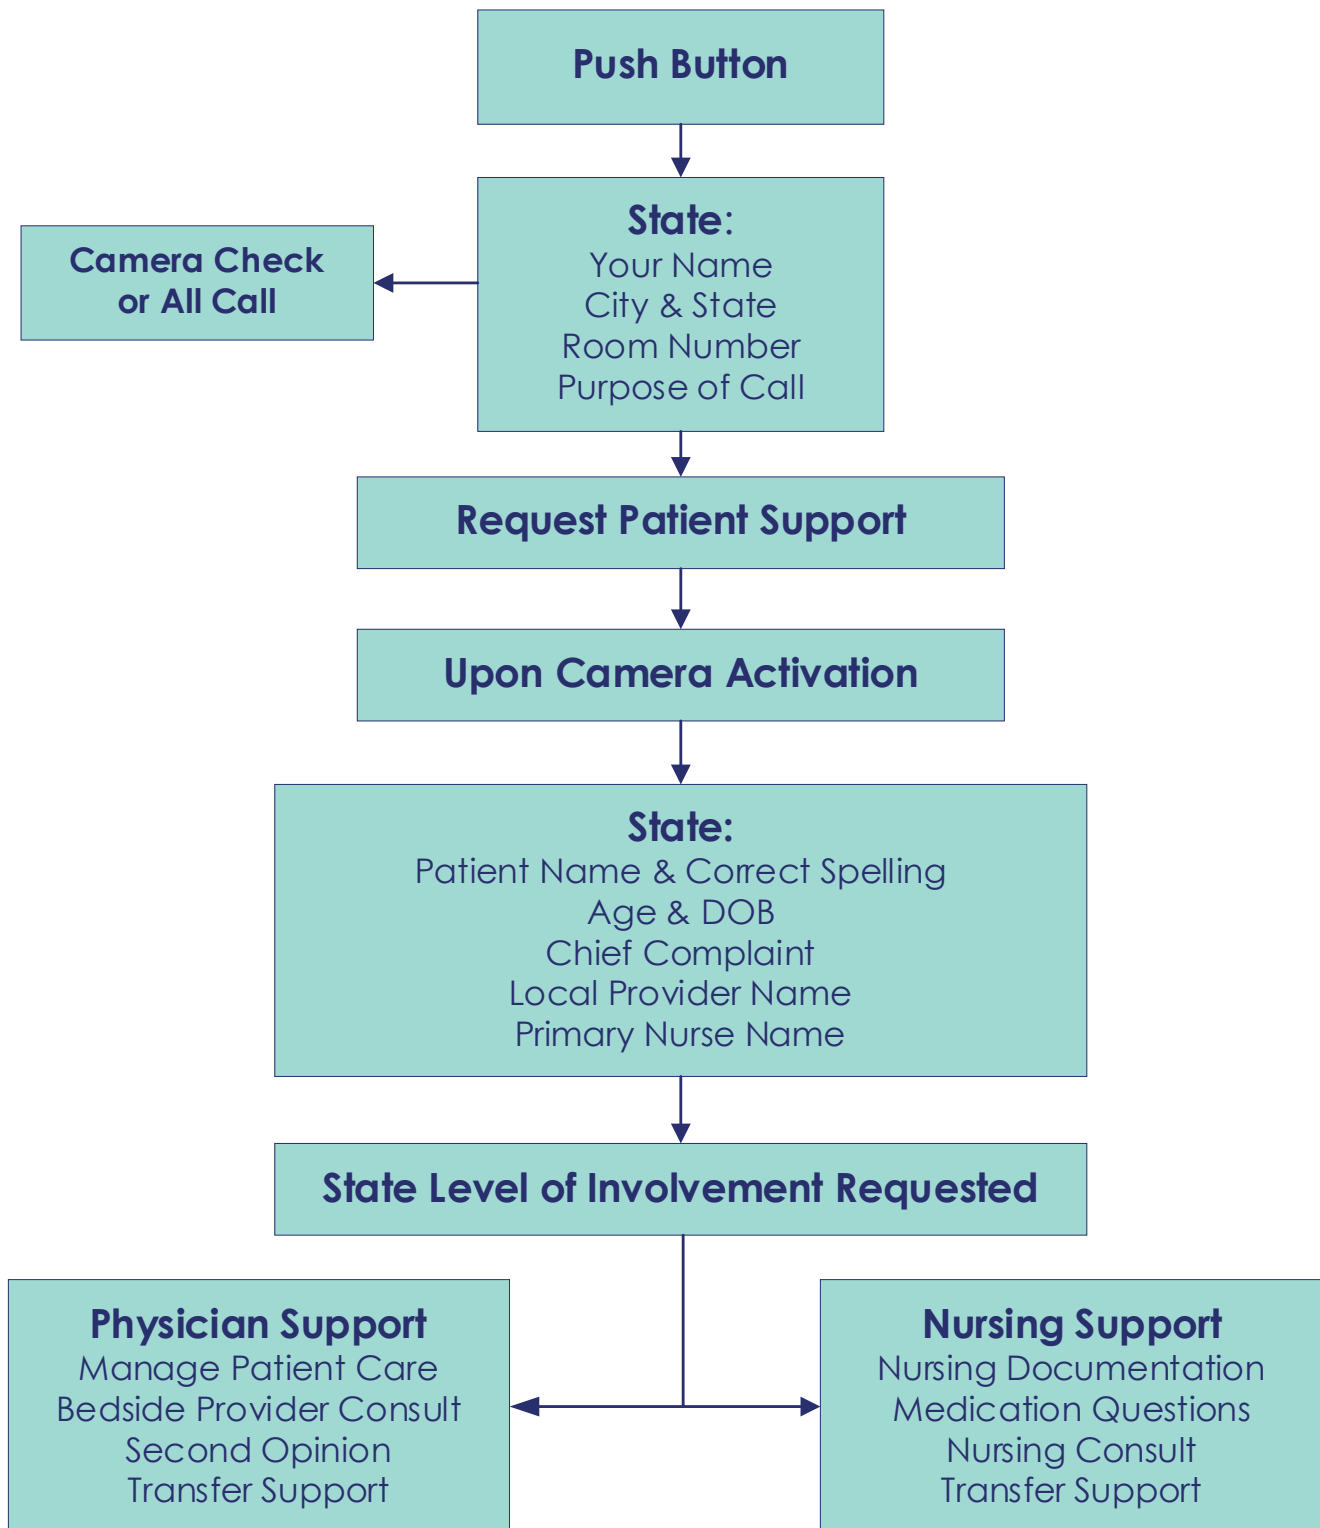 Push Button
State:
Your Name
City & State
Room Number
Purpose of Call
Camera Check
or All Call
Request Patient Support
Upon Camera Activation
State:
Patient Name & Correct Spelling
Age & DOB
Chief Complaint
Local Provider Name
Primary Nurse Name
State Level of Involvement Requested
Physician Support
Manage Patient Care
Bedside Provider Consult
Second Opinion
Transfer Support
Nursing Support
Nursing Documentation
Medication Questions
Nursing Consult
Transfer Support